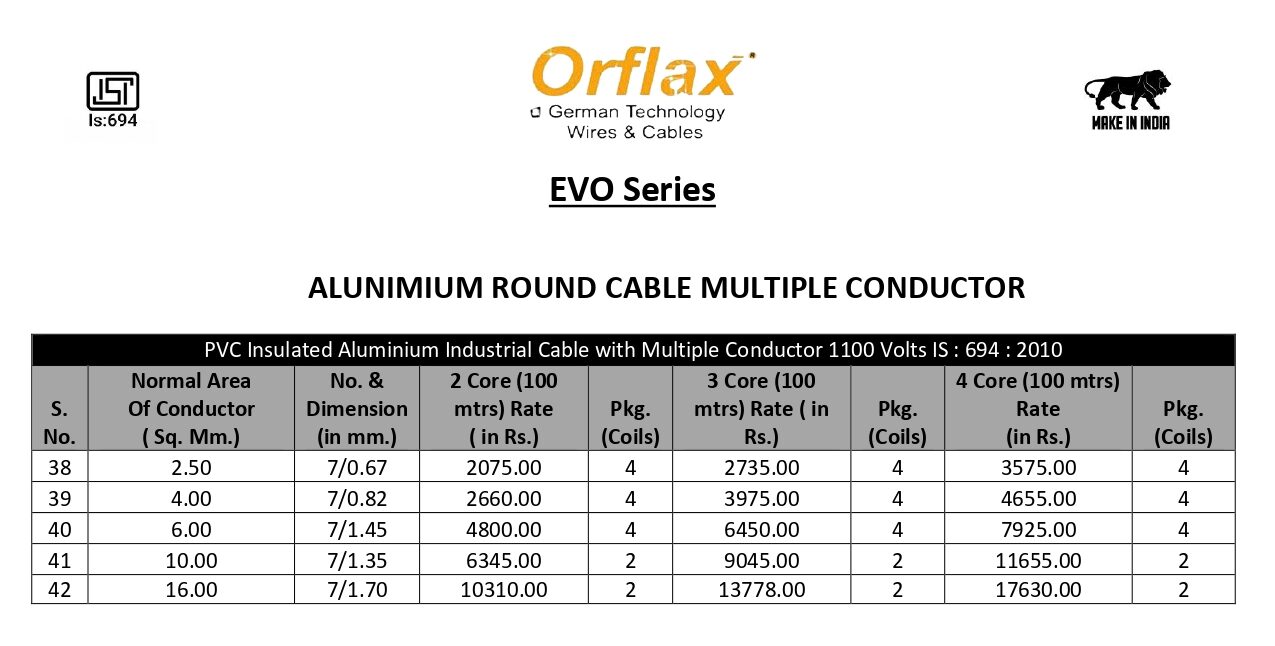 Orflax
®
German Technology
Wires & Cables
ISI
Is:694
MAKE IN INDIA
EVO Series
ALUNIMIUM ROUND CABLE MULTIPLE CONDUCTOR
PVC Insulated Aluminium Industrial Cable with Multiple Conductor 1100 Volts IS : 694 : 2010
S. No. Normal Area Of Conductor ( Sq. Mm.) No. & Dimension (in mm.) 2 Core (100 mtrs) Rate ( in Rs.) Pkg. (Coils) 3 Core (100 mtrs) Rate ( in Rs.) Pkg. (Coils) 4 Core (100 mtrs) Rate (in Rs.) Pkg. (Coils)
38 2.50 7/0.67 2075.00 4 2735.00 4 3575.00 4
39 4.00 7/0.82 2660.00 4 3975.00 4 4655.00 4
40 6.00 7/1.45 4800.00 4 6450.00 4 7925.00 4
41 10.00 7/1.35 6345.00 2 9045.00 2 11655.00 2
42 16.00 7/1.70 10310.00 2 13778.00 2 17630.00 2